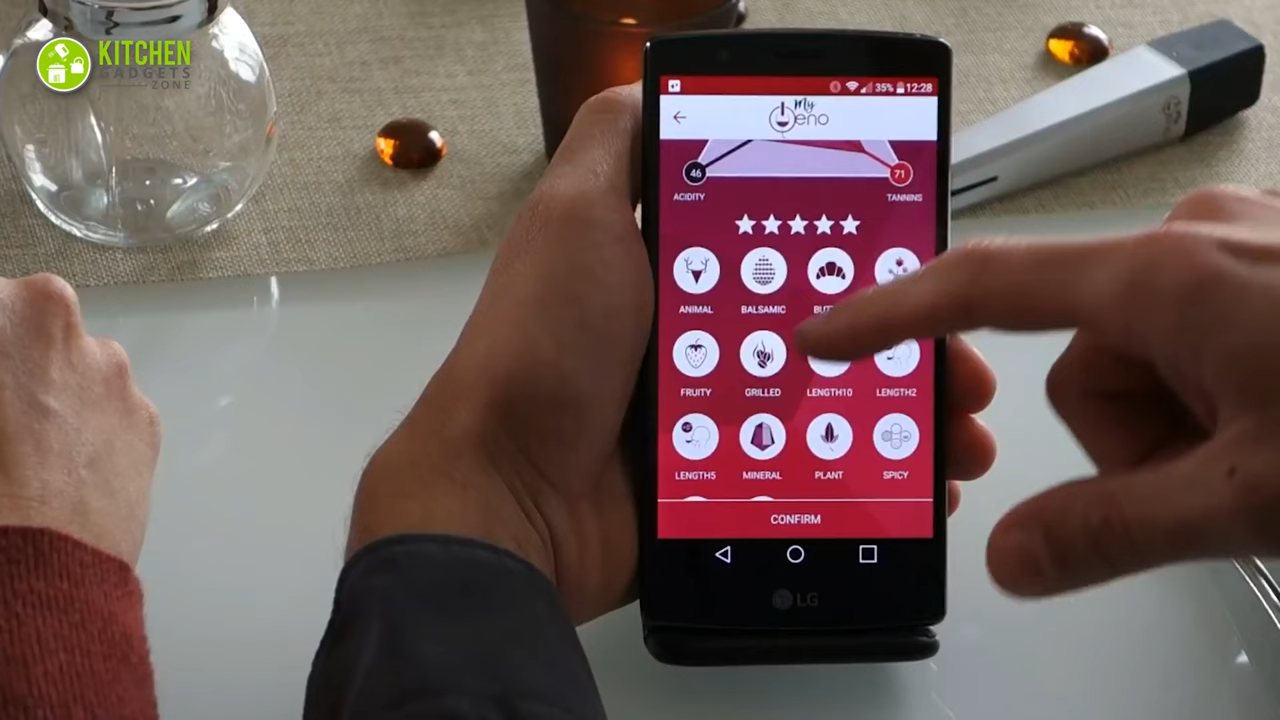 KITCHEN
GADGETS
ZONE
35% 12:28
My
Oeno
46 71
ACIDITY TANNINS
ANIMAL BALSAMIC
FRUITY GRILLED LENGTH10 LENGTH2
LENGTH5 MINERAL PLANT SPICY
CONFIRM
LG